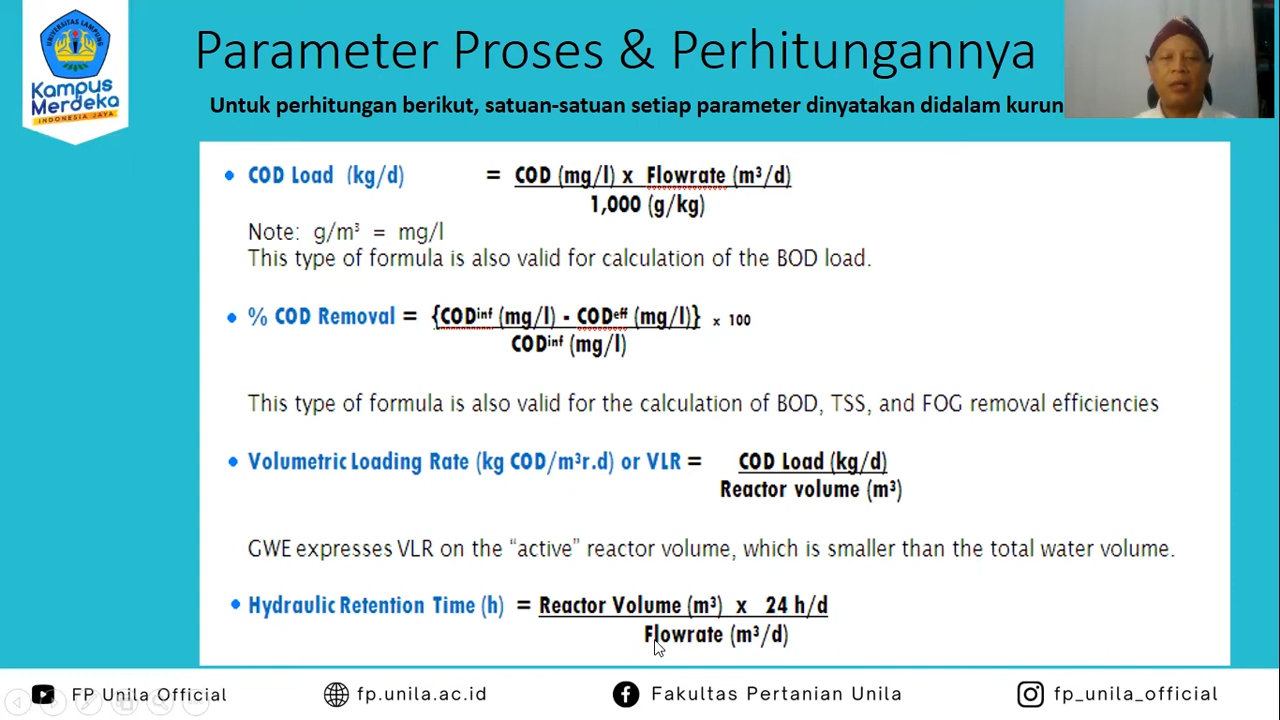 UNIVERSITAS LAMPUNG
Kampus
Merdeka
INDONESIA JAYA
Parameter Proses & Perhitungannya
Untuk perhitungan berikut, satuan-satuan setiap parameter dinyatakan didalam kurun
• COD Load (kg/d) = COD (mg/l) x Flowrate (m³/d)
1,000 (g/kg)
Note: g/m³ = mg/l
This type of formula is also valid for calculation of the BOD load.
• % COD Removal = {CODⁱⁿᶠ (mg/l) - CODᵉᶠᶠ (mg/l)} x 100
CODⁱⁿᶠ (mg/l)
This type of formula is also valid for the calculation of BOD, TSS, and FOG removal efficiencies
• Volumetric Loading Rate (kg COD/m³r.d) or VLR = COD Load (kg/d)
Reactor volume (m³)
GWE expresses VLR on the “active” reactor volume, which is smaller than the total water volume.
• Hydraulic Retention Time (h) = Reactor Volume (m³) x 24 h/d
Flowrate (m³/d)
FP Unila Official fp.unila.ac.id Fakultas Pertanian Unila fp_unila_official